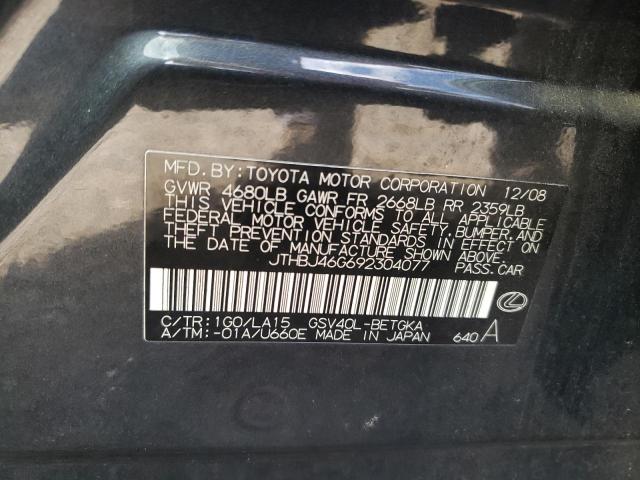 MFD.BY:TOYOTA MOTOR CORPORATION 12/08
GVWR 4680LB GAWR FR 2668LB RR 2359LB
THIS VEHICLE CONFORMS TO ALL APPLICABLE
FEDERAL MOTOR VEHICLE SAFETY,BUMPER,AND
THEFT PREVENTION STANDARDS IN EFFECT ON
THE DATE OF MANUFACTURE SHOWN ABOVE.
JTHBJ46G692304077 PASS.CAR
C/TR:1G0/LA15 GSV40L-BETGKA
A/TM:-01A/U660E MADE IN JAPAN 640 A